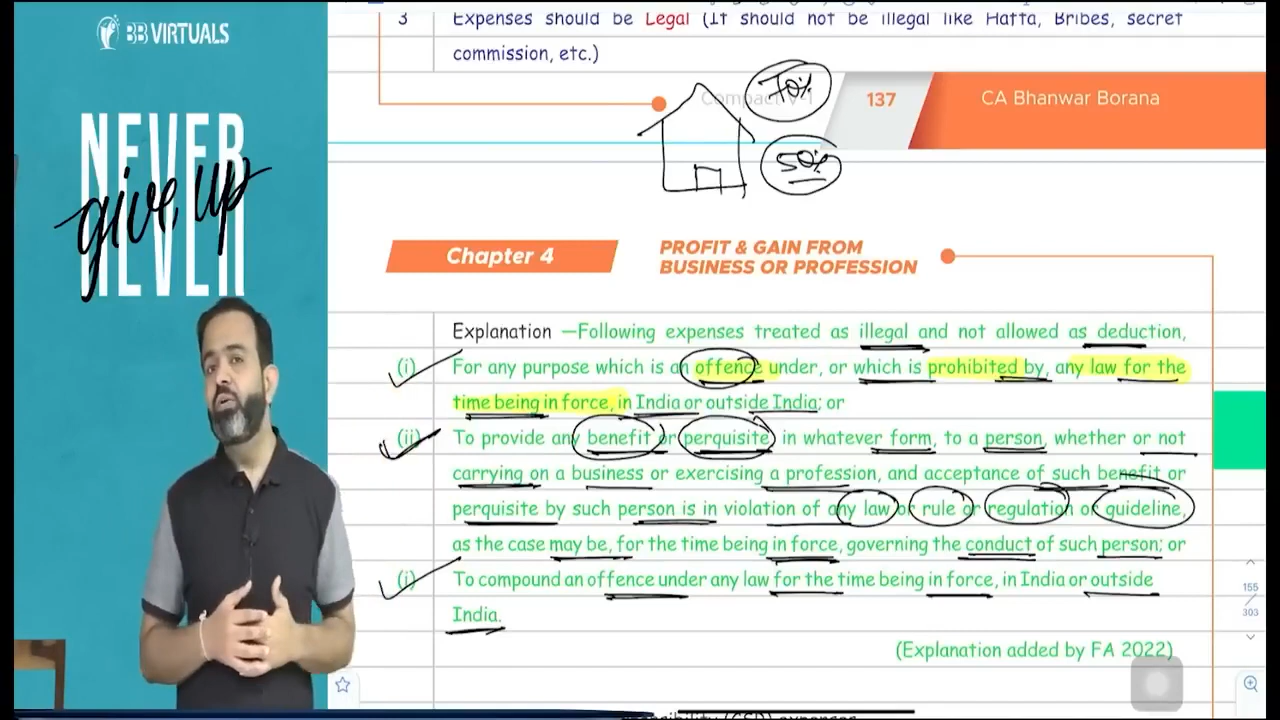 BB VIRTUALS
NEVER
give up
NEVER
3 Expenses should be Legal (It should not be illegal like Hafta, Bribes, secret
commission, etc.)
70%
Compact V-1
137
CA Bhanwar Borana
50%
Chapter 4
PROFIT & GAIN FROM
BUSINESS OR PROFESSION
Explanation —Following expenses treated as illegal and not allowed as deduction,
(i) For any purpose which is an offence under, or which is prohibited by, any law for the
time being in force, in India or outside India; or
(ii) To provide any benefit or perquisite, in whatever form, to a person, whether or not
carrying on a business or exercising a profession, and acceptance of such benefit or
perquisite by such person is in violation of any law or rule or regulation or guideline,
as the case may be, for the time being in force, governing the conduct of such person; or
(i) To compound an offence under any law for the time being in force, in India or outside
India.
(Explanation added by FA 2022)
155
303
(CSR) expenses